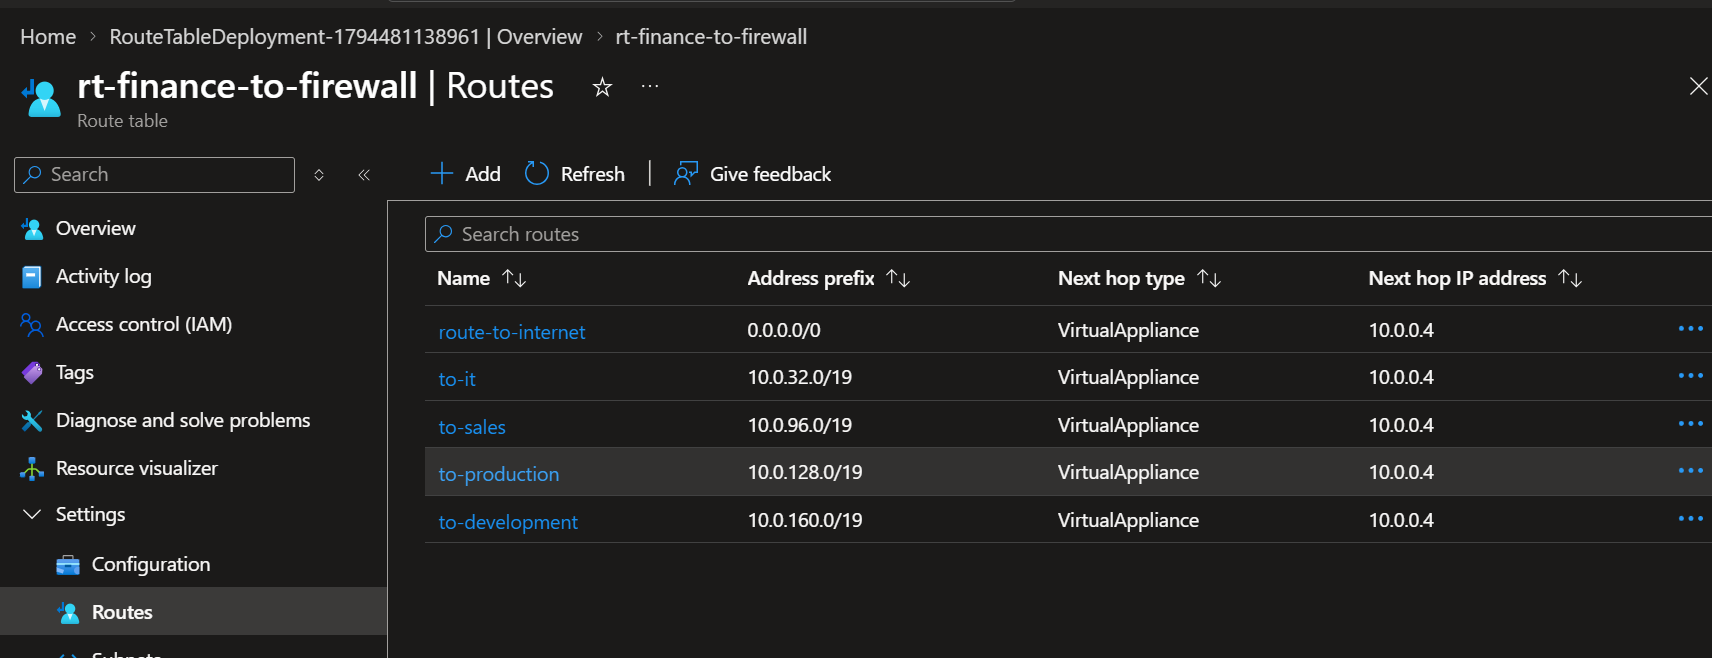 Home > RouteTableDeployment-1794481138961 | Overview > rt-finance-to-firewall
rt-finance-to-firewall | Routes
Route table
Search
Add Refresh | Give feedback
Overview
Activity log
Access control (IAM)
Tags
Diagnose and solve problems
Resource visualizer
Settings
Configuration
Routes
Subnets
Search routes
Name Address prefix Next hop type Next hop IP address
route-to-internet 0.0.0.0/0 VirtualAppliance 10.0.0.4
to-it 10.0.32.0/19 VirtualAppliance 10.0.0.4
to-sales 10.0.96.0/19 VirtualAppliance 10.0.0.4
to-production 10.0.128.0/19 VirtualAppliance 10.0.0.4
to-development 10.0.160.0/19 VirtualAppliance 10.0.0.4